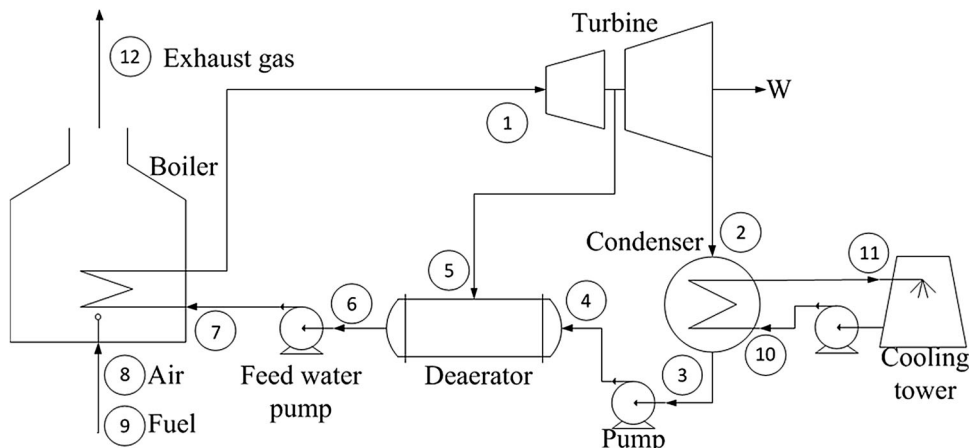 Turbine
12 Exhaust gas
W
1
Boiler
Condenser
2
11
5
4
6
7
3
10
8 Air
Feed water
pump
Deaerator
Cooling
tower
9 Fuel
Pump